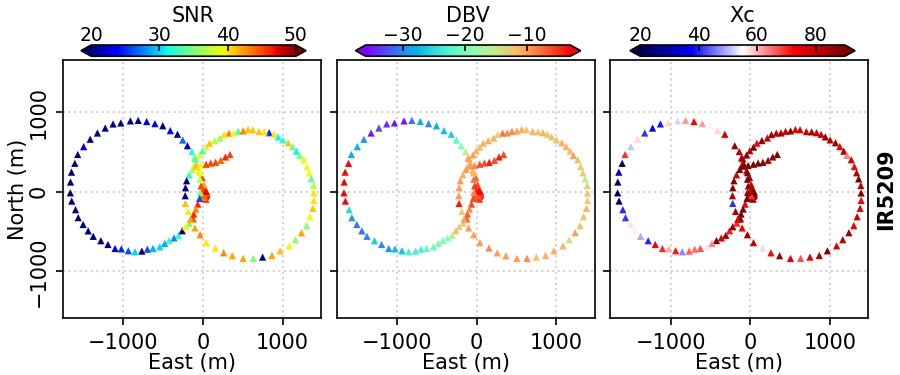 SNR DBV Xc
20 30 40 50 −30 −20 −10 20 40 60 80
1000
0
−1000
North (m)
−1000 0 1000 −1000 0 1000 −1000 0 1000
East (m) East (m) East (m)
IR5209